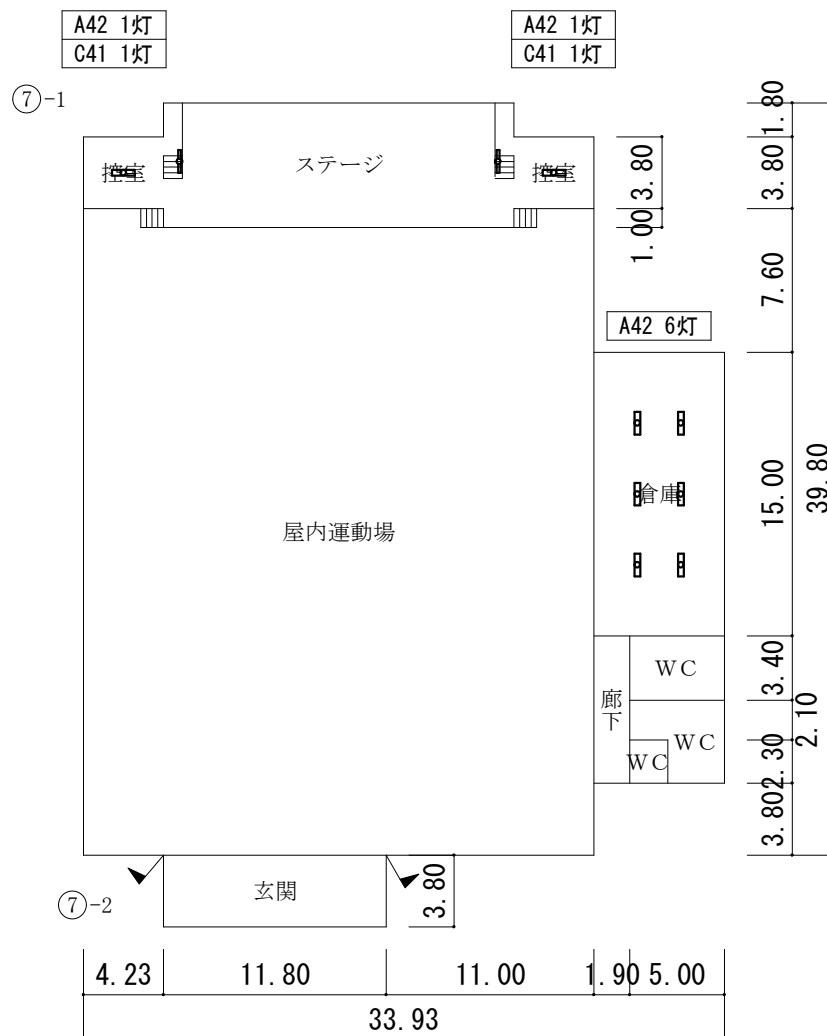 A42 1灯
C41 1灯
A42 1灯
C41 1灯
⑦-1
1.80
ステージ
控室
控室
3.80
3.80
1.00
7.60
A42 6灯
倉庫
15.00
39.80
屋内運動場
WC
3.40
廊下
2.10
WC
WC
2.30
3.80
玄関
3.80
⑦-2
4.23
11.80
11.00
1.90
5.00
33.93